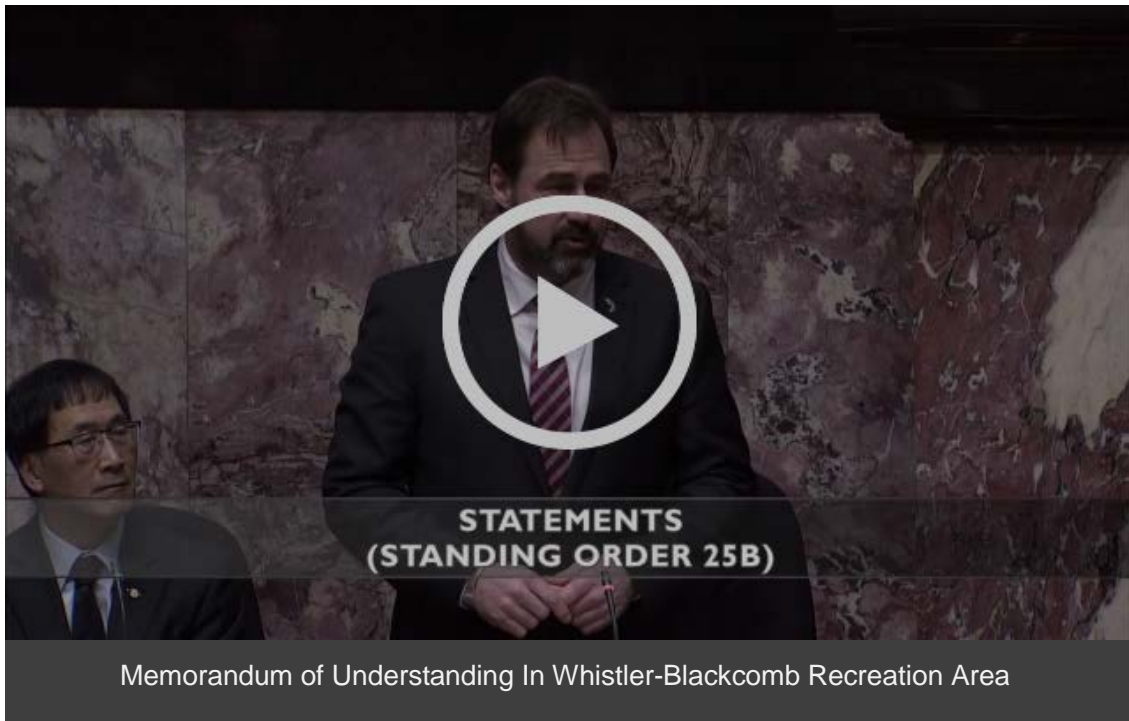 STATEMENTS
(STANDING ORDER 25B)
Memorandum of Understanding In Whistler-Blackcomb Recreation Area